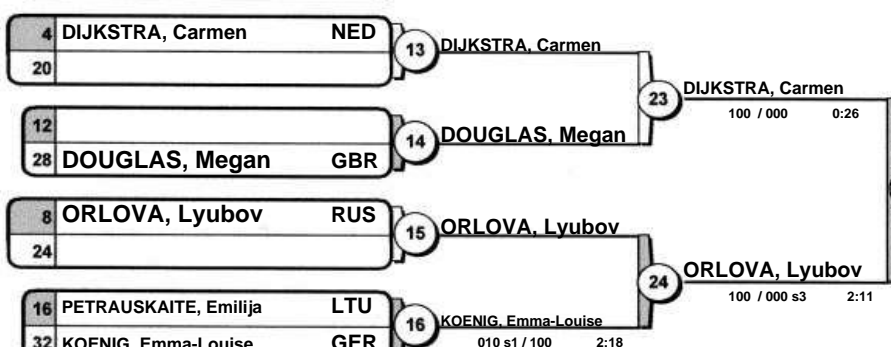 4 DIJKSTRA, Carmen NED
20
13 DIJKSTRA, Carmen
12
28 DOUGLAS, Megan GBR
14 DOUGLAS, Megan
23 DIJKSTRA, Carmen
100 / 000 0:26
8 ORLOVA, Lyubov RUS
24
15 ORLOVA, Lyubov
16 PETRAUSKAITE, Emilija LTU
32 KOENIG, Emma-Louise GER
16 KOENIG, Emma-Louise
010 s1 / 100 2:18
24 ORLOVA, Lyubov
100 / 000 s3 2:11